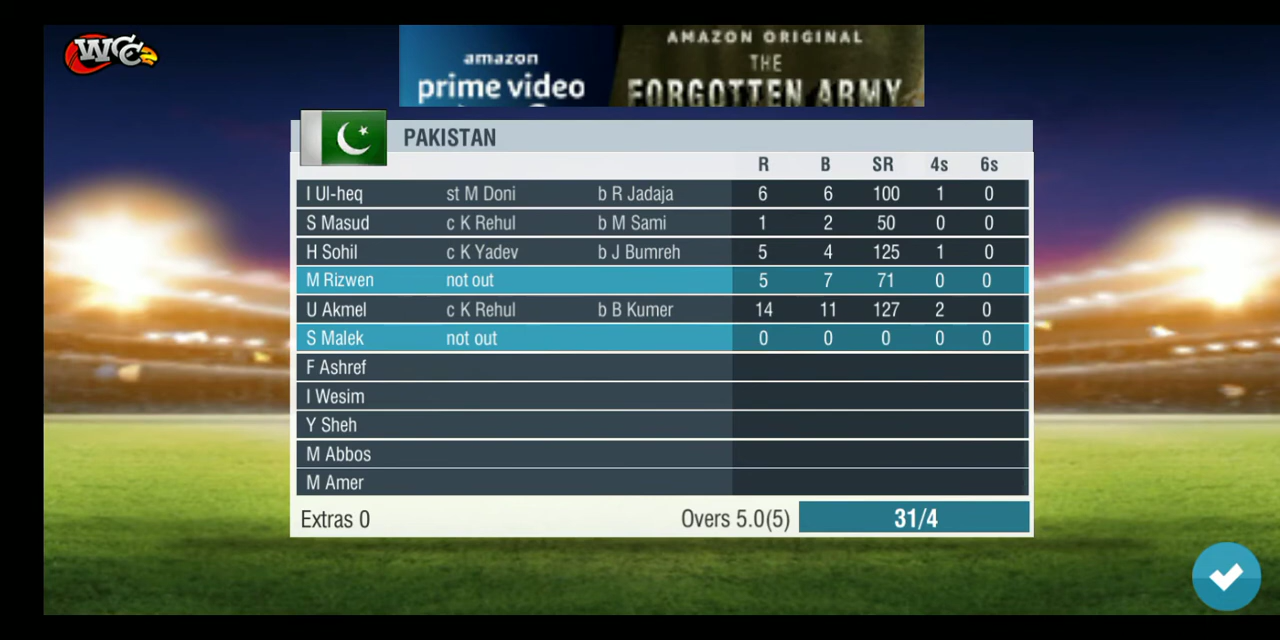 WCC2
amazon
prime video
AMAZON ORIGINAL
THE
FORGOTTEN ARMY
PAKISTAN
R B SR 4s 6s
I Ul-heq st M Doni b R Jadaja 6 6 100 1 0
S Masud c K Rehul b M Sami 1 2 50 0 0
H Sohil c K Yadev b J Bumreh 5 4 125 1 0
M Rizwen not out 5 7 71 0 0
U Akmel c K Rehul b B Kumer 14 11 127 2 0
S Malek not out 0 0 0 0 0
F Ashref
I Wesim
Y Sheh
M Abbos
M Amer
Extras 0 Overs 5.0(5) 31/4